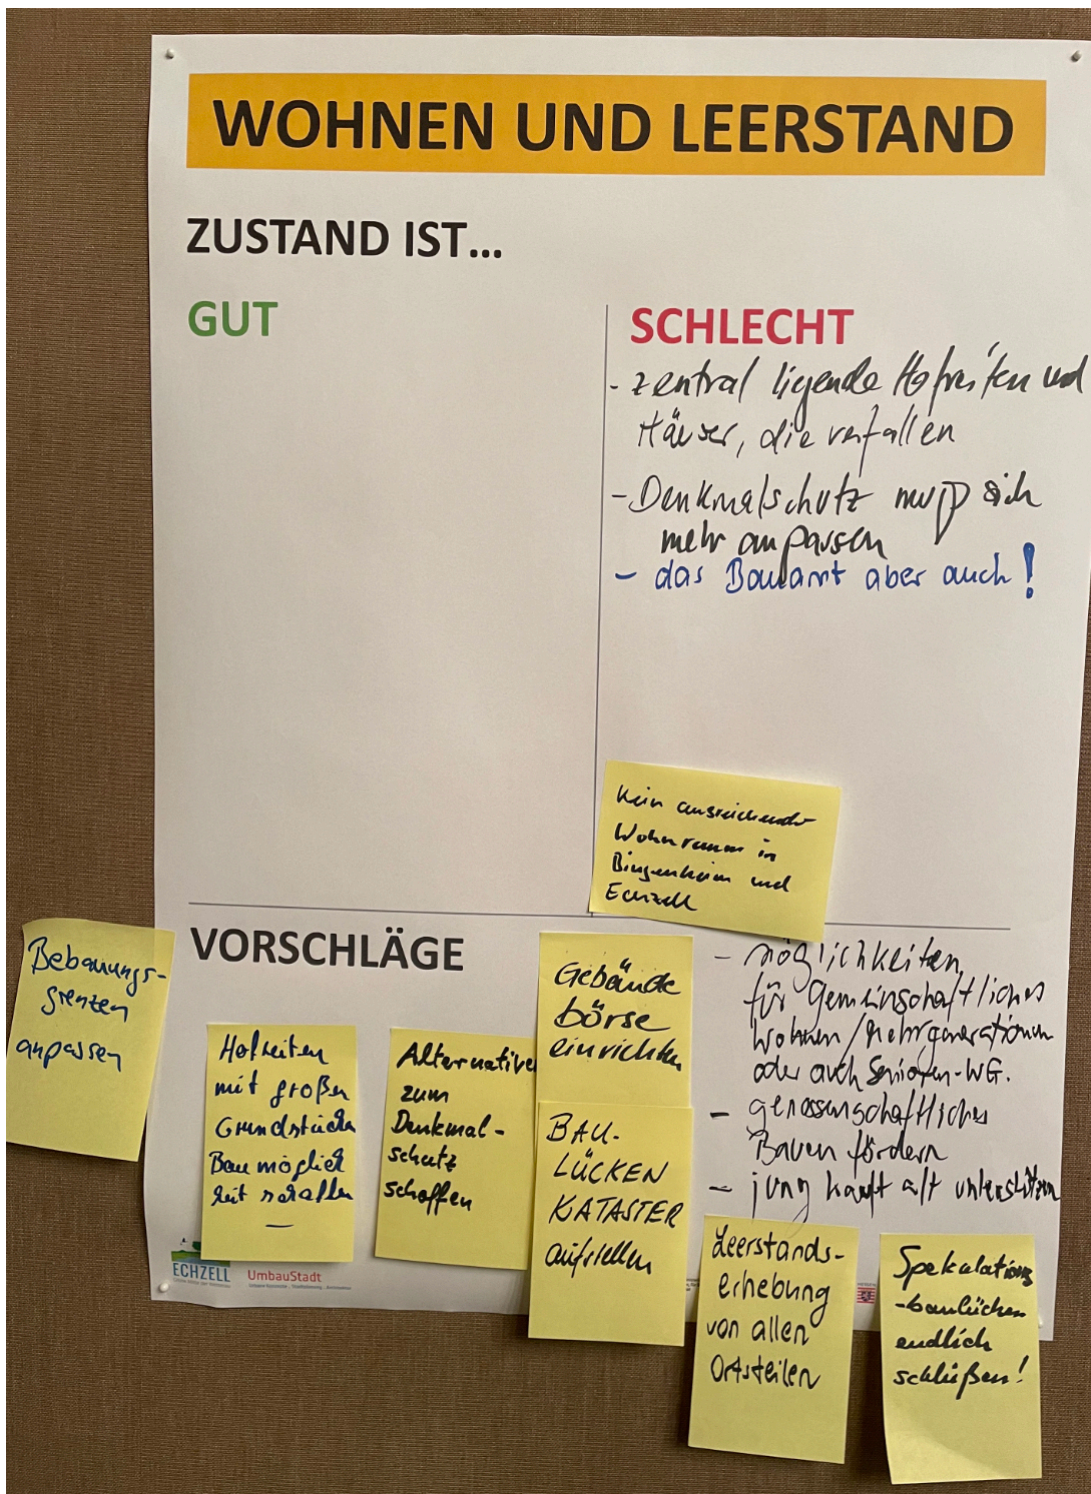 WOHNEN UND LEERSTAND
ZUSTAND IST...
GUT
SCHLECHT
- zentral liegende Hofreiten und
Häuser, die verfallen
- Denkmalschutz muß sich
mehr anpassen
- das Bauamt aber auch!
Kein ausreichender
Wohnraum in
Bingenheim und
Echzell
VORSCHLÄGE
Bebauungs-
grenzen
anpassen
Hofreiten
mit großen
Grundstücken
Baumöglich
keit schaffen
Alternative
zum
Denkmal-
schutz
schaffen
Gebäude
börse
einrichten
BAU-
LÜCKEN
KATASTER
aufstellen
- möglichkeiten
für gemeinschaftliches
Wohnen/Mehrgenerationen
oder auch Senioren-WG.
- genossenschaftliches
Bauen fördern
- jung kauft alt unterstützen
Leerstands-
erhebung
von allen
Ortsteilen
Spekulations
-baulücken
endlich
schließen!
ECHZELL
UmbauStadt